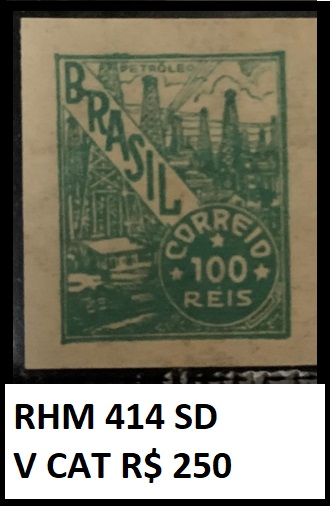 PETRÓLEO
BRASIL
CORREIO
100
REIS
RHM 414 SD
V CAT R$ 250